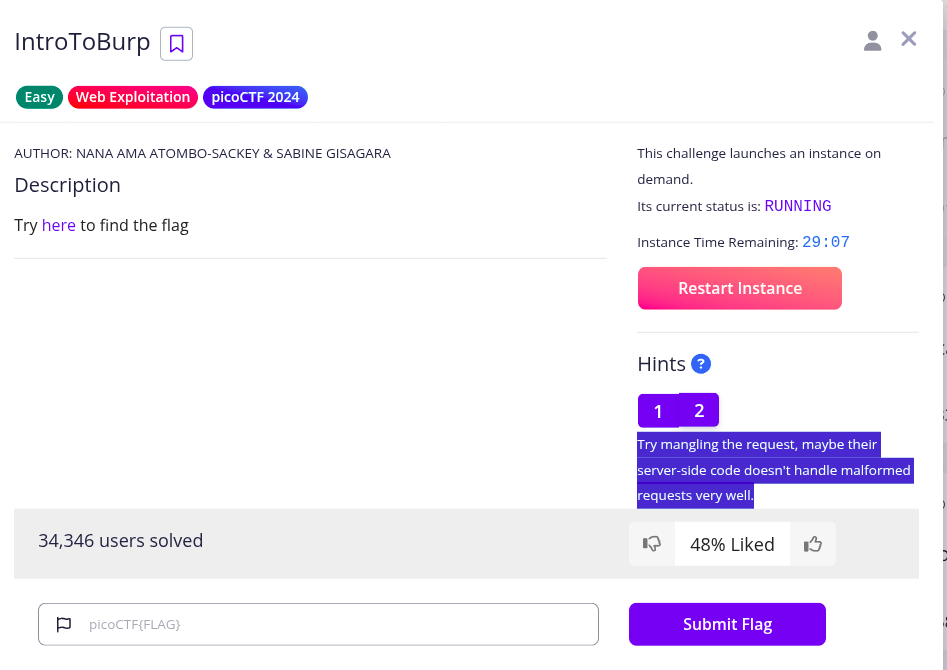 IntroToBurp
Easy Web Exploitation picoCTF 2024
AUTHOR: NANA AMA ATOMBO-SACKEY & SABINE GISAGARA
Description
Try here to find the flag
This challenge launches an instance on
demand.
Its current status is: RUNNING
Instance Time Remaining: 29:07
Restart Instance
Hints ?
1 2
Try mangling the request, maybe their
server-side code doesn't handle malformed
requests very well.
34,346 users solved
48% Liked
picoCTF{FLAG}
Submit Flag